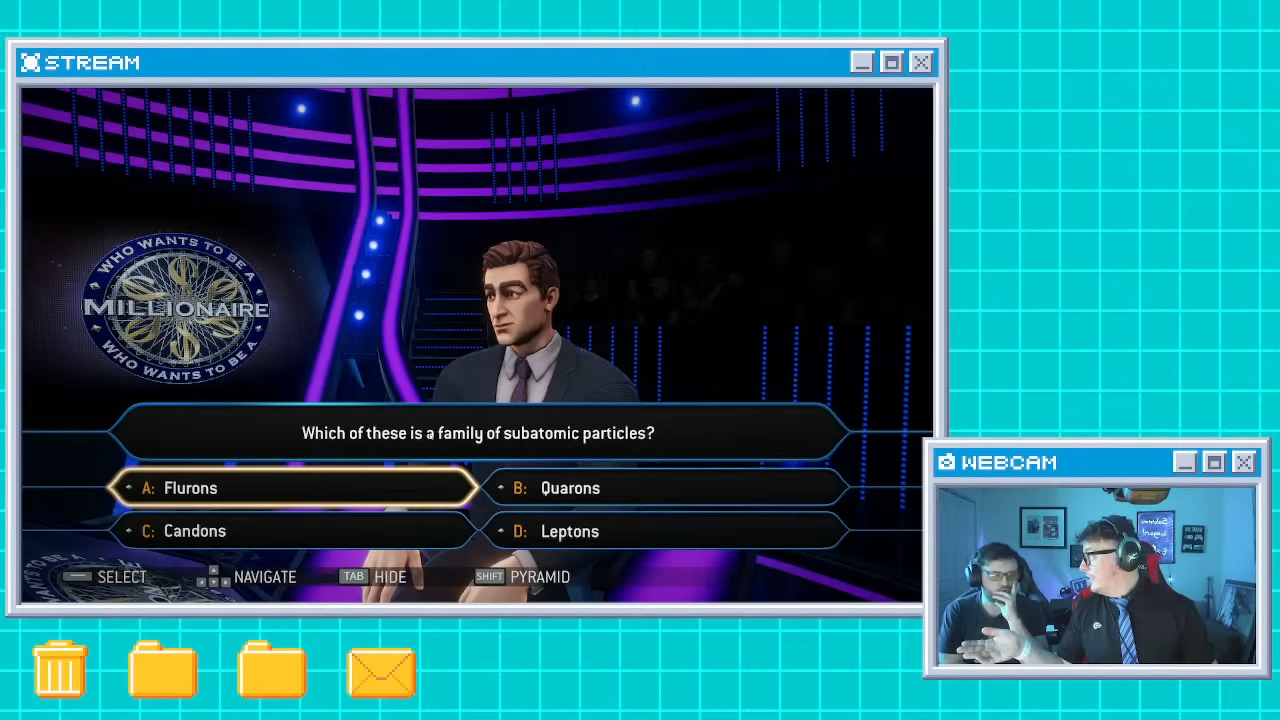 STREAM
WHO WANTS TO BE A
MILLIONAIRE
WHO WANTS TO BE A
Which of these is a family of subatomic particles?
A: Flurons
B: Quarons
C: Candons
D: Leptons
SELECT
NAVIGATE
TAB HIDE
SHIFT PYRAMID
WEBCAM